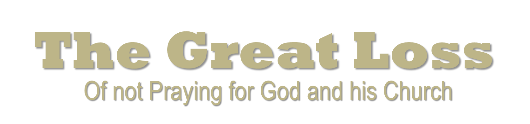 The Great Loss
Of not Praying for God and his Church